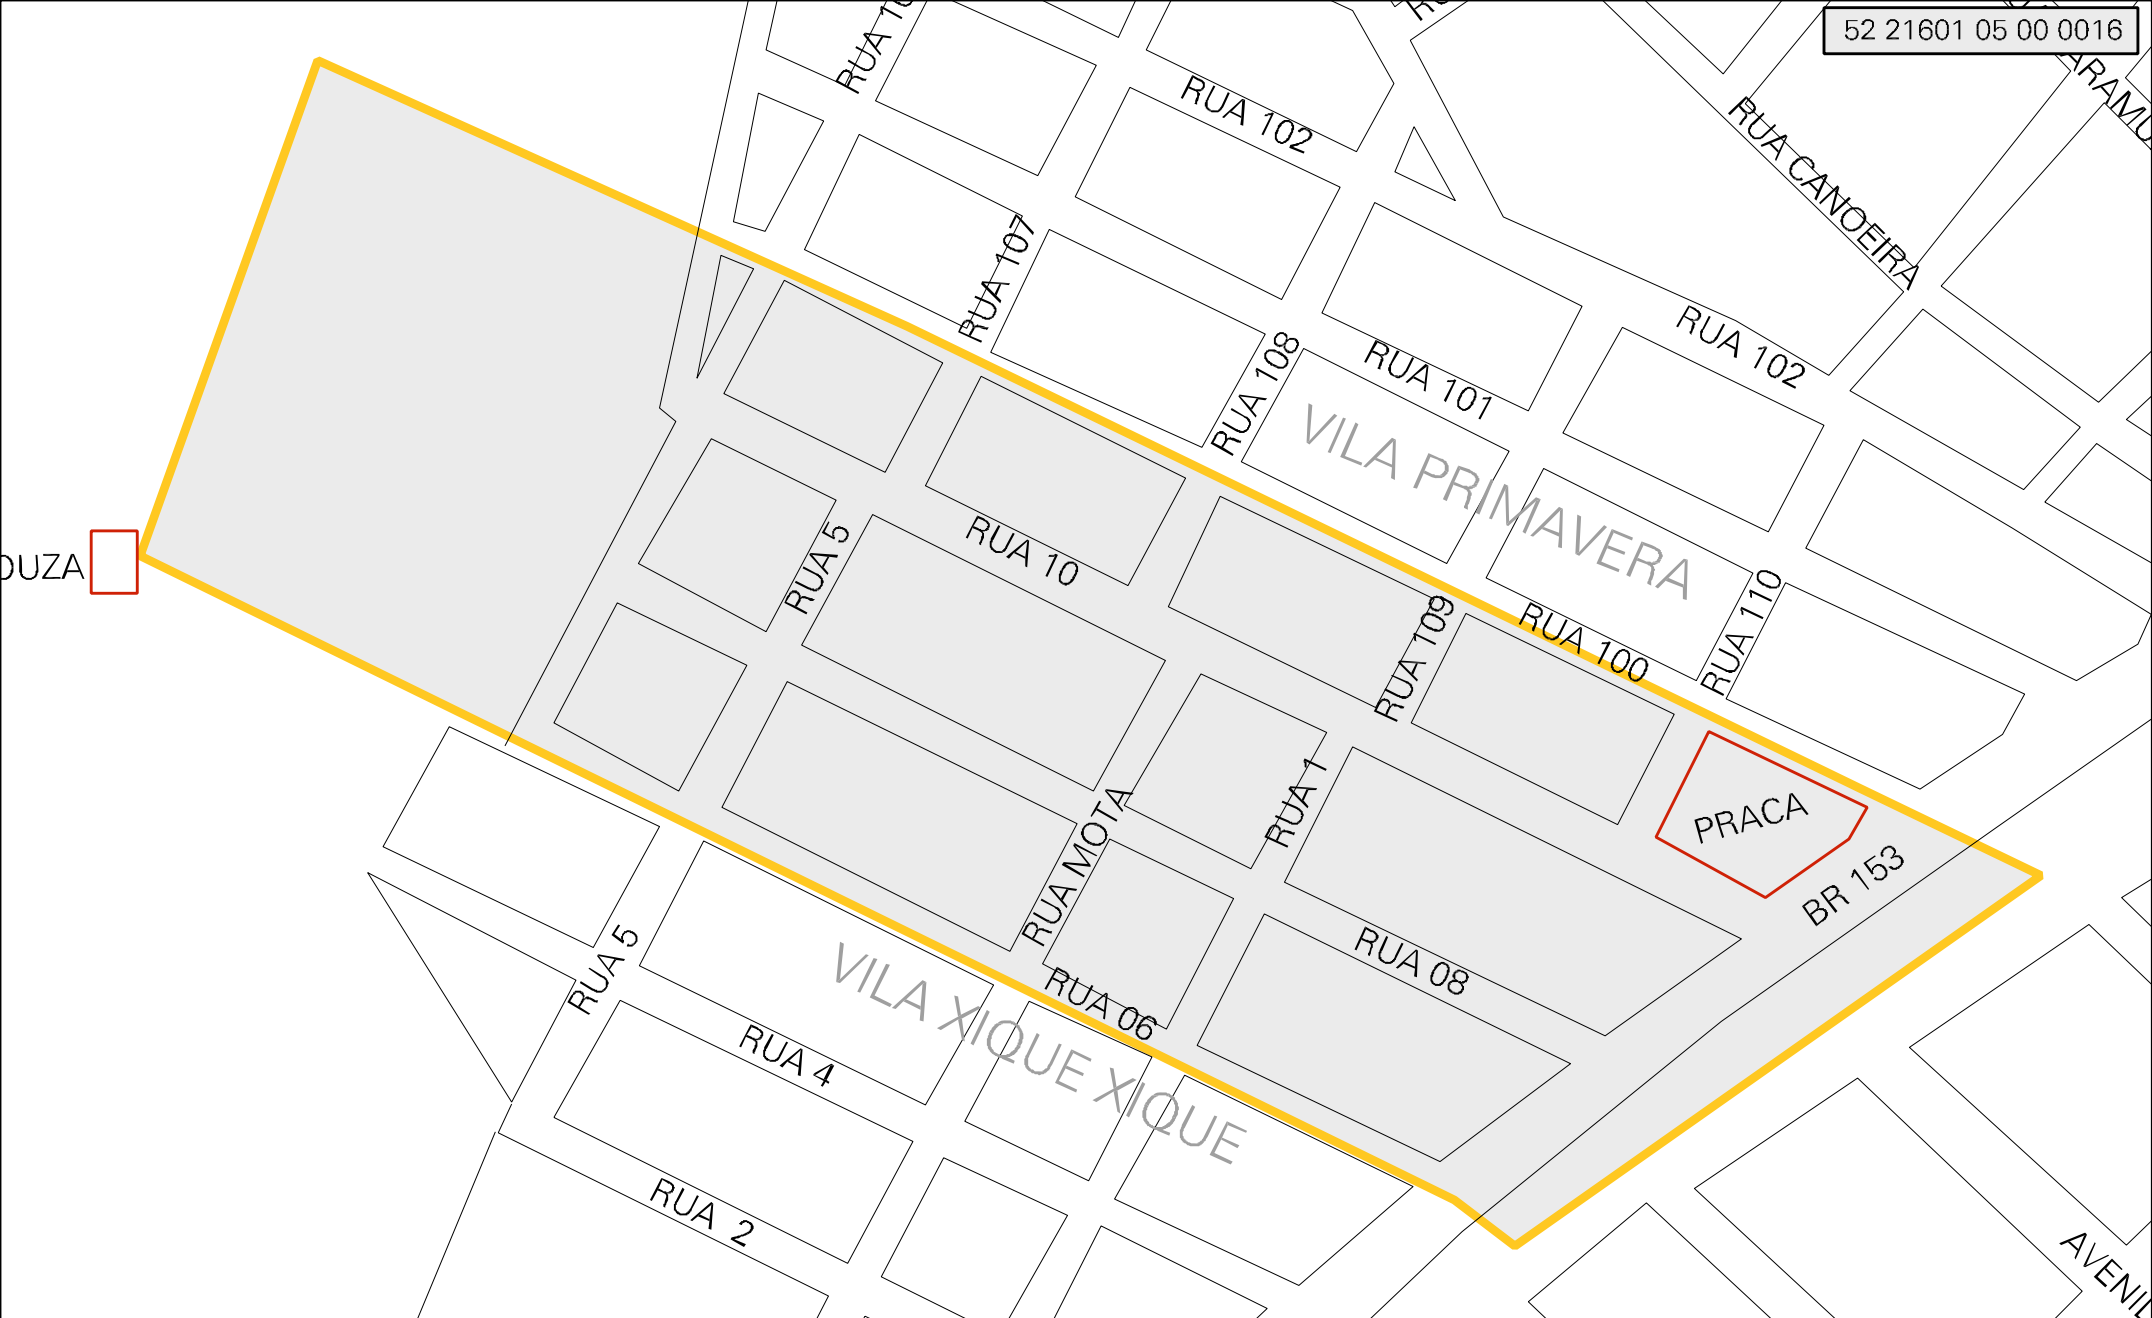 52 21601 05 00 0016
RUA 102
RUA CANOEIRA
RUA 107
RUA 102
RUA 108
RUA 101
VILA PRIMAVERA
RUA 5
RUA 10
RUA 109
RUA 100
RUA 110
RUA 1
PRACA
BR 153
RUA MOTA
RUA 08
RUA 5
VILA XIQUE XIQUE
RUA 06
RUA 4
RUA 2